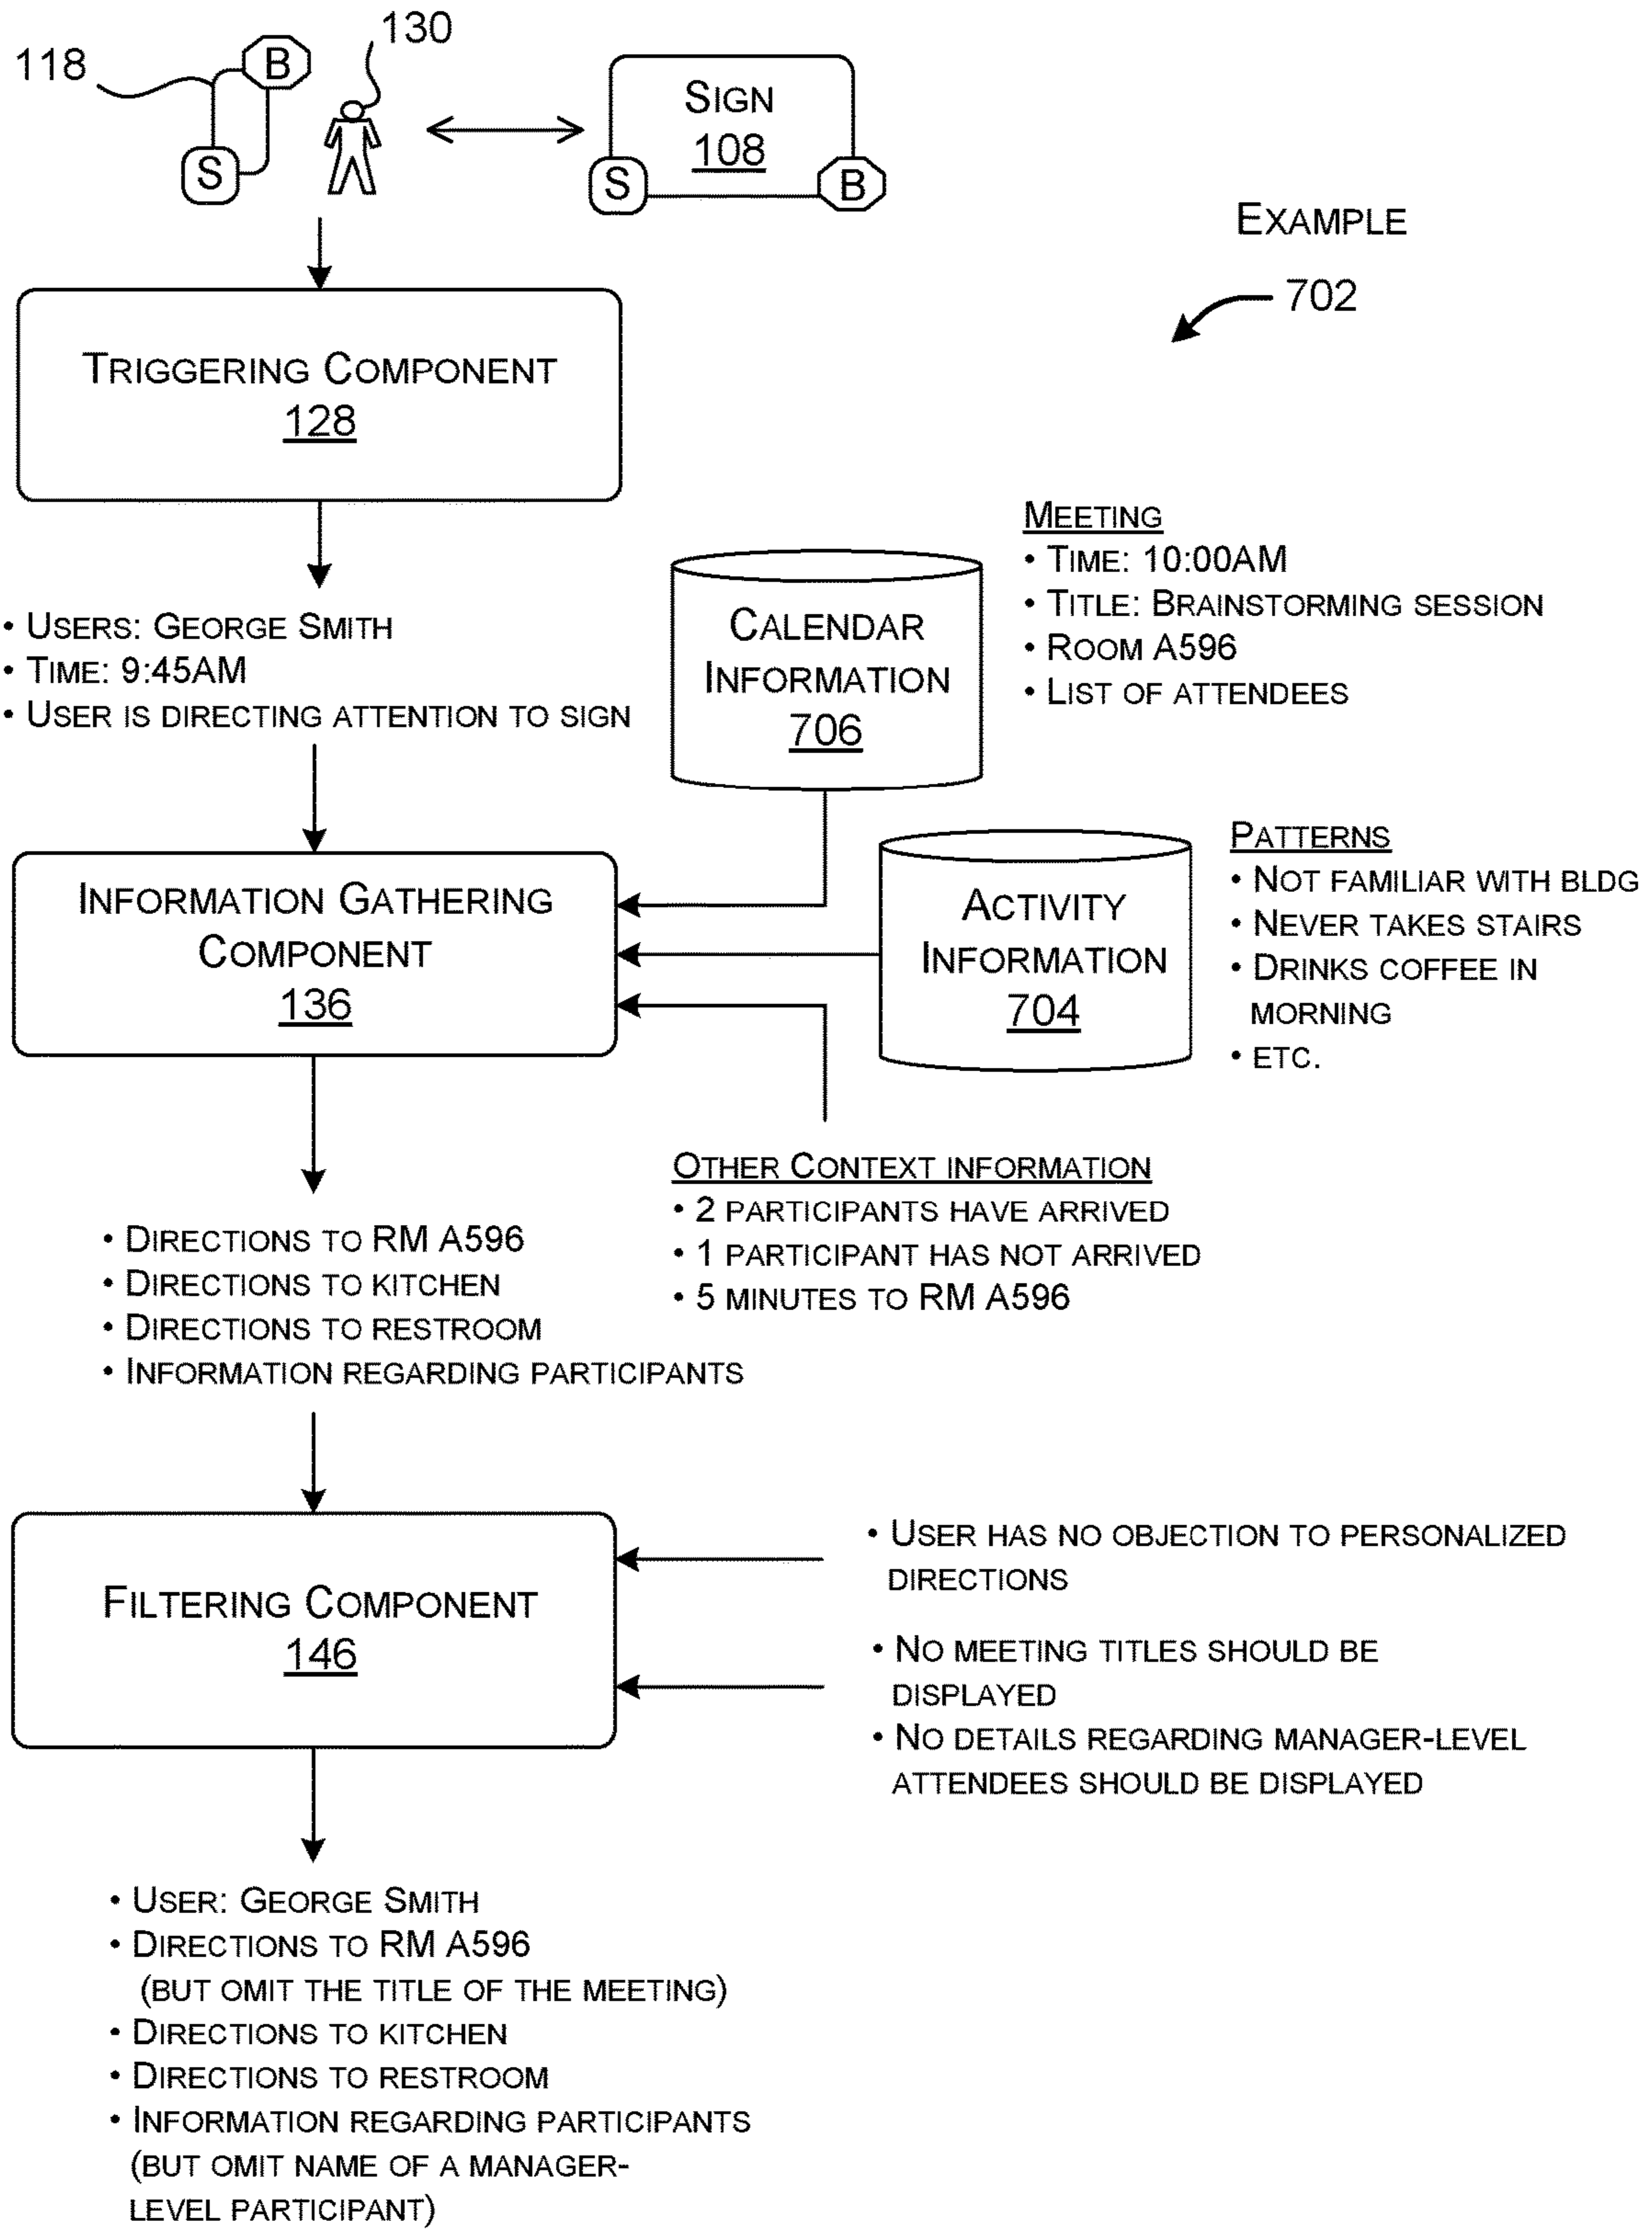 130
118
B
S
SIGN
108
S
B
EXAMPLE
702
TRIGGERING COMPONENT
128
• USERS: GEORGE SMITH
• TIME: 9:45AM
• USER IS DIRECTING ATTENTION TO SIGN
CALENDAR
INFORMATION
706
MEETING
• TIME: 10:00AM
• TITLE: BRAINSTORMING SESSION
• ROOM A596
• LIST OF ATTENDEES
INFORMATION GATHERING
COMPONENT
136
ACTIVITY
INFORMATION
704
PATTERNS
• NOT FAMILIAR WITH BLDG
• NEVER TAKES STAIRS
• DRINKS COFFEE IN
MORNING
• ETC.
OTHER CONTEXT INFORMATION
• 2 PARTICIPANTS HAVE ARRIVED
• 1 PARTICIPANT HAS NOT ARRIVED
• 5 MINUTES TO RM A596
• DIRECTIONS TO RM A596
• DIRECTIONS TO KITCHEN
• DIRECTIONS TO RESTROOM
• INFORMATION REGARDING PARTICIPANTS
FILTERING COMPONENT
146
• USER HAS NO OBJECTION TO PERSONALIZED
DIRECTIONS
• NO MEETING TITLES SHOULD BE
DISPLAYED
• NO DETAILS REGARDING MANAGER-LEVEL
ATTENDEES SHOULD BE DISPLAYED
• USER: GEORGE SMITH
• DIRECTIONS TO RM A596
(BUT OMIT THE TITLE OF THE MEETING)
• DIRECTIONS TO KITCHEN
• DIRECTIONS TO RESTROOM
• INFORMATION REGARDING PARTICIPANTS
(BUT OMIT NAME OF A MANAGER-
LEVEL PARTICIPANT)